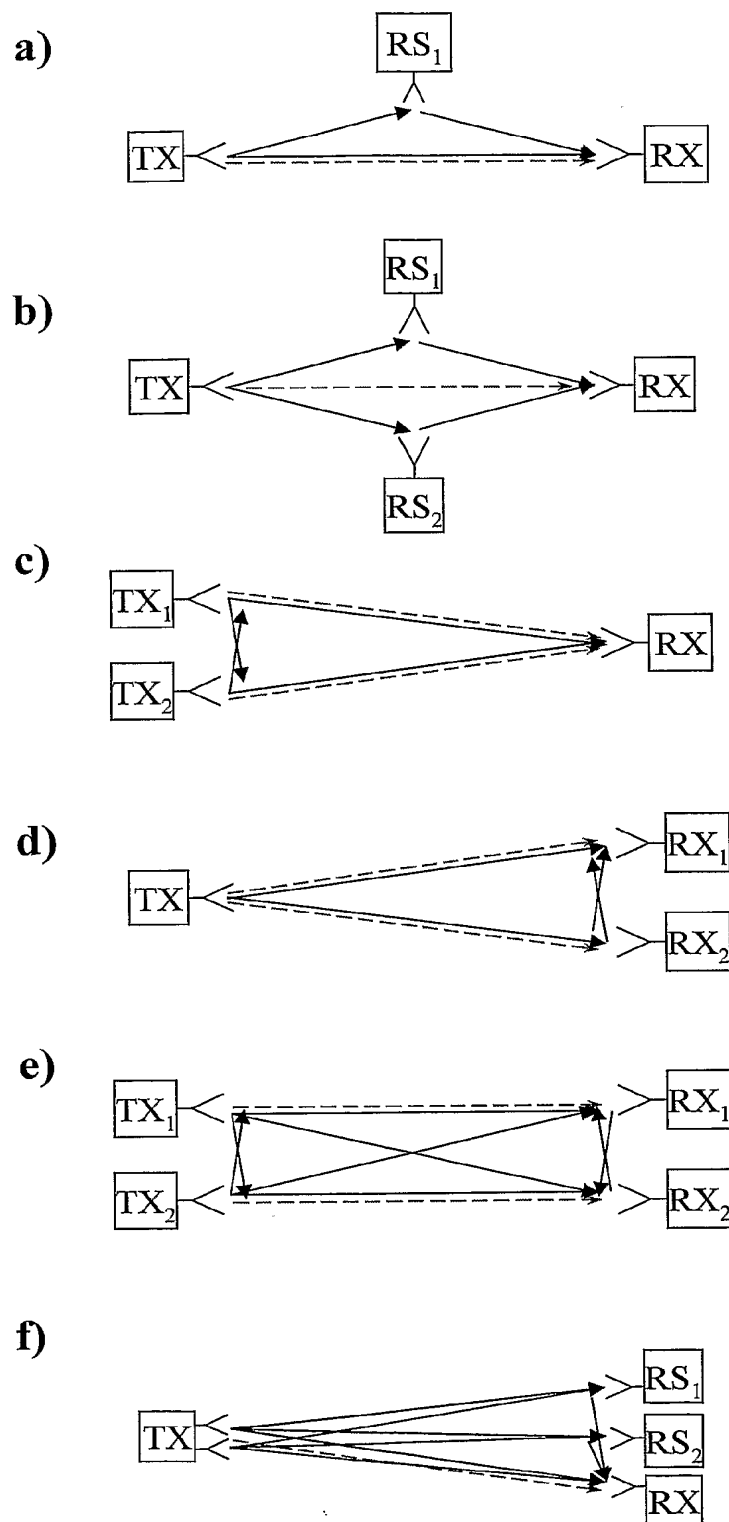 a)
RS₁
TX
RX
b)
RS₁
TX
RX
RS₂
c)
TX₁
RX
TX₂
d)
RX₁
TX
RX₂
e)
TX₁
RX₁
TX₂
RX₂
f)
RS₁
TX
RS₂
RX